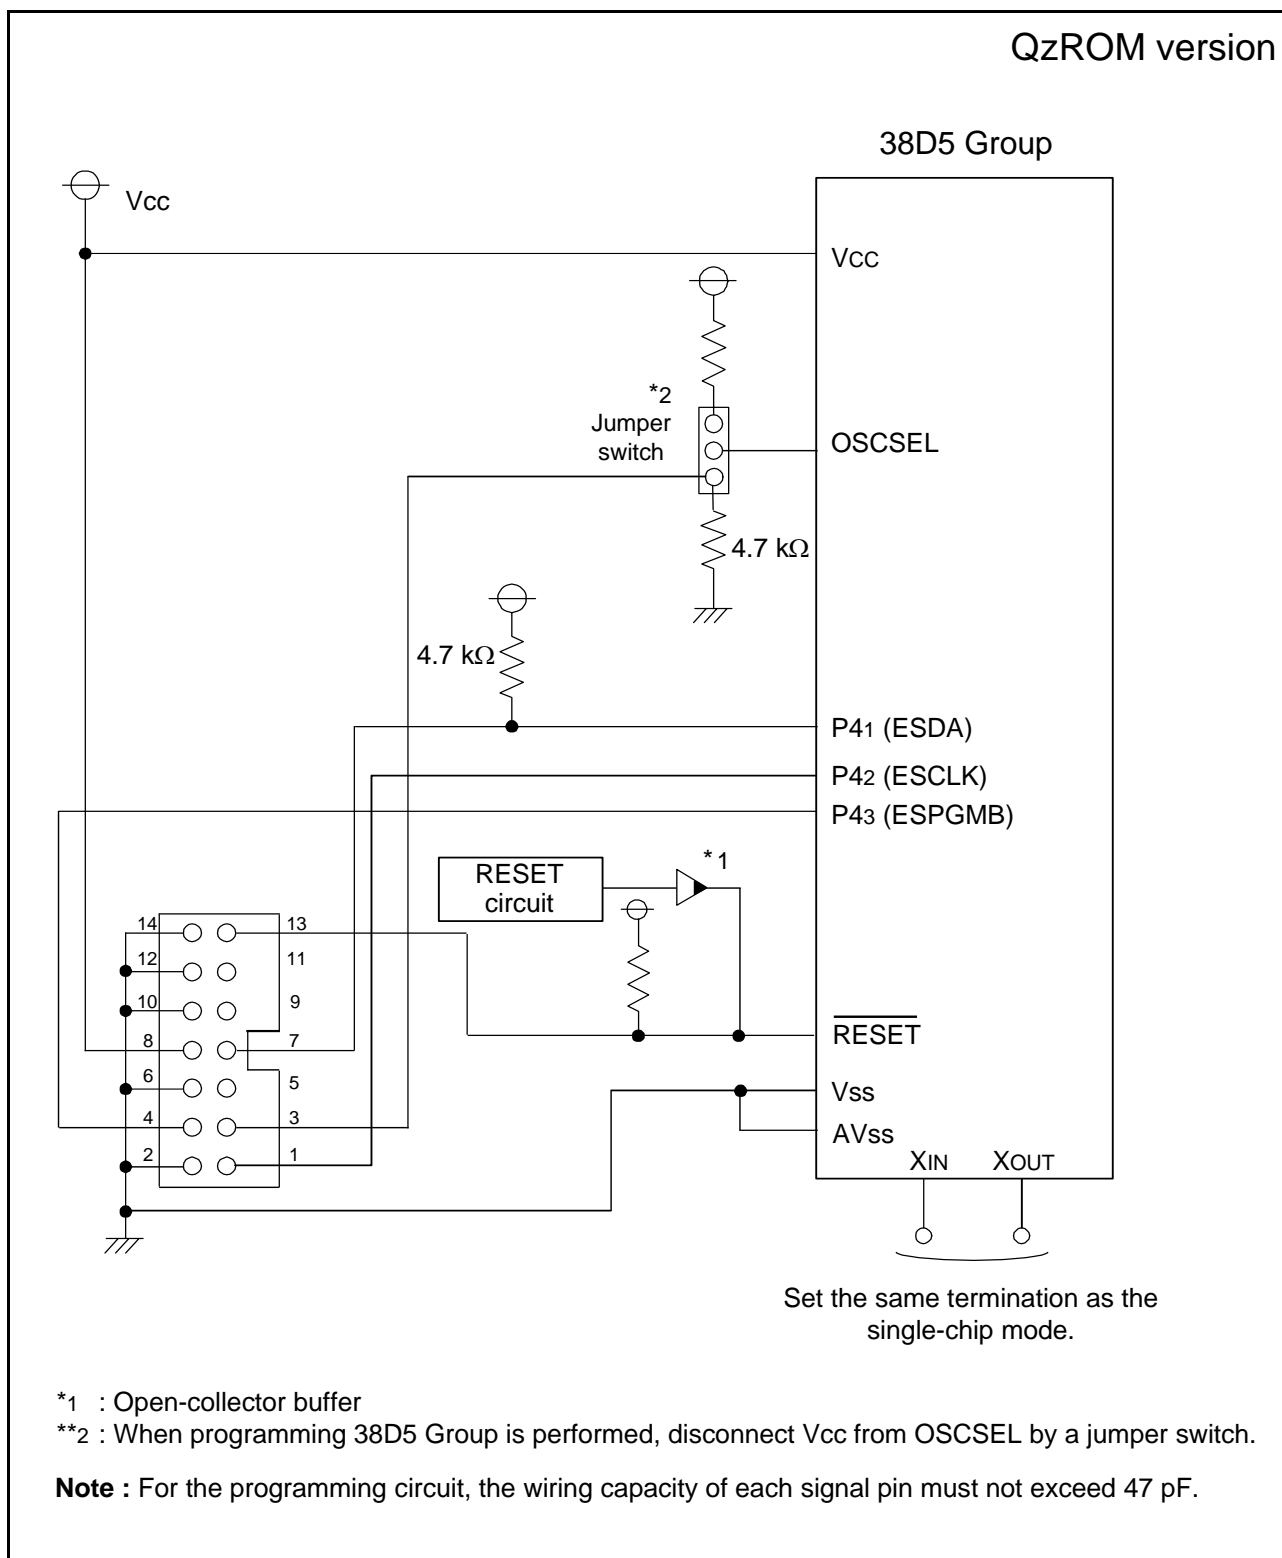 QzROM version
38D5 Group
Vcc
VCC
*2
Jumper
switch
OSCSEL
4.7 kΩ
4.7 kΩ
P41 (ESDA)
P42 (ESCLK)
P43 (ESPGMB)
RESET
circuit
*1
14
13
12
11
10
9
8
7
6
5
4
3
2
1
RESET
Vss
AVss
XIN
XOUT
Set the same termination as the
single-chip mode.
*1 : Open-collector buffer
**2 : When programming 38D5 Group is performed, disconnect Vcc from OSCSEL by a jumper switch.
Note : For the programming circuit, the wiring capacity of each signal pin must not exceed 47 pF.